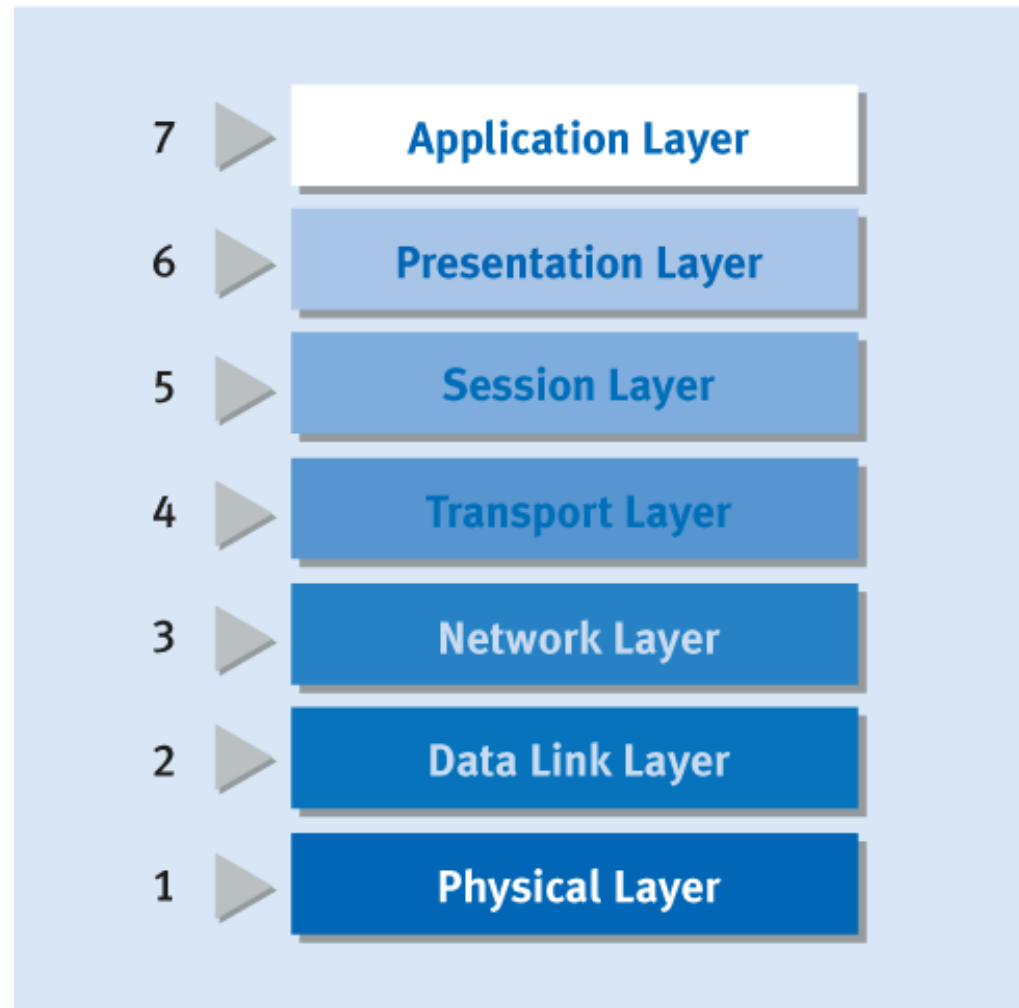 7 Application Layer
6 Presentation Layer
5 Session Layer
4 Transport Layer
3 Network Layer
2 Data Link Layer
1 Physical Layer